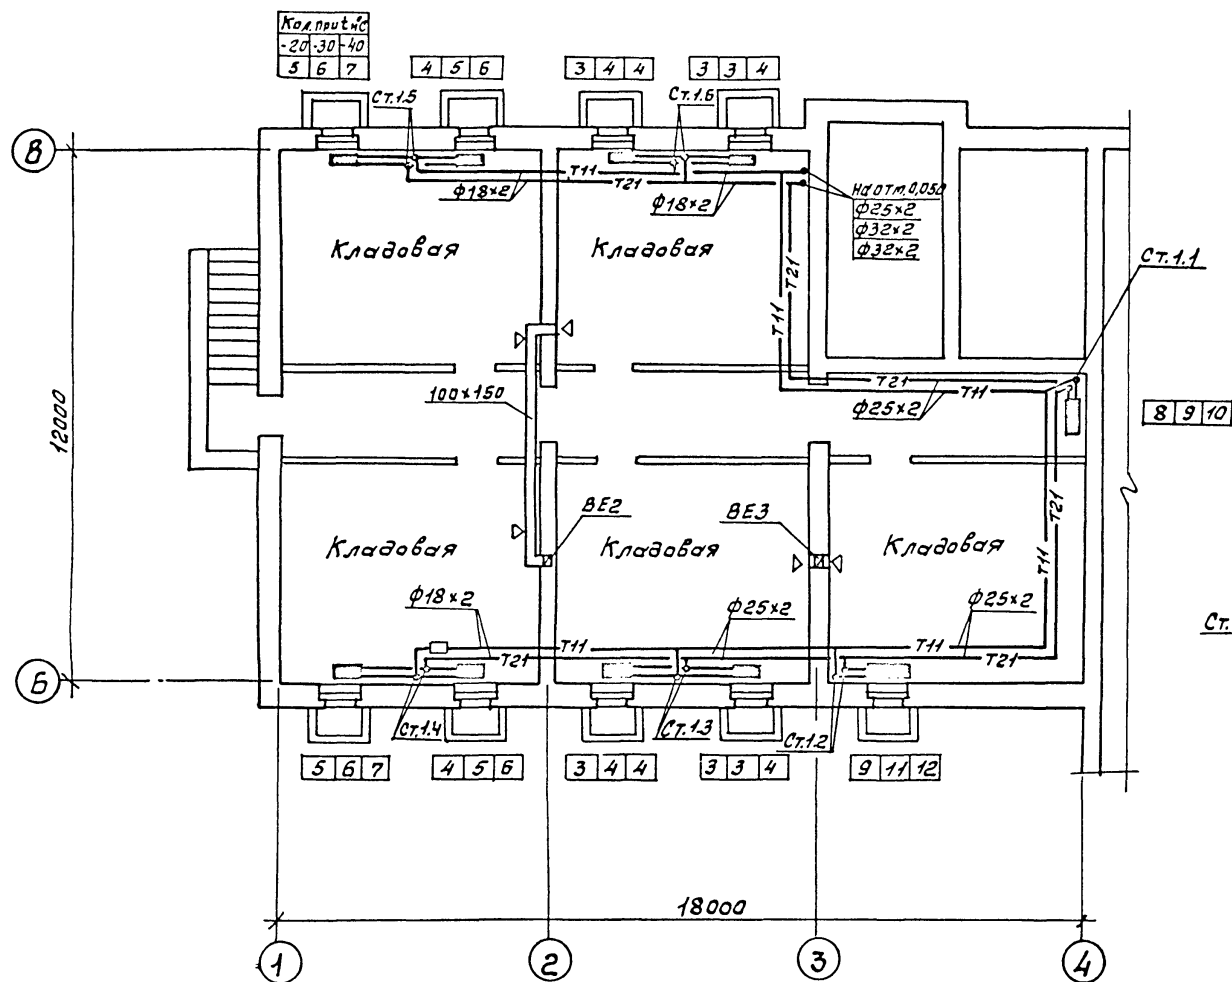 Кол. при tн°С
-20 -30 -40
5 6 7
4 5 6
3 4 4
3 3 4
Ст.1.5
Ст.1.6
В
Т11
Т21
ф18×2
ф18×2
На отм. 0,050
ф25×2
ф32×2
ф32×2
Кладовая
Кладовая
Т21
Т11
Ст.1.1
Т21
Т11
ф25×2
100×150
8 9 10
12000
ВЕ2
ВЕ3
Т21
Кладовая
Кладовая
Кладовая
Т11
ф18×2
ф25×2
ф25×2
Ст.
Т11
Т11
Т21
Т21
Б
Ст.1.4
Ст.1.3
Ст.1.2
5 6 7
4 5 6
3 4 4
3 3 4
9 11 12
18000
1
2
3
4